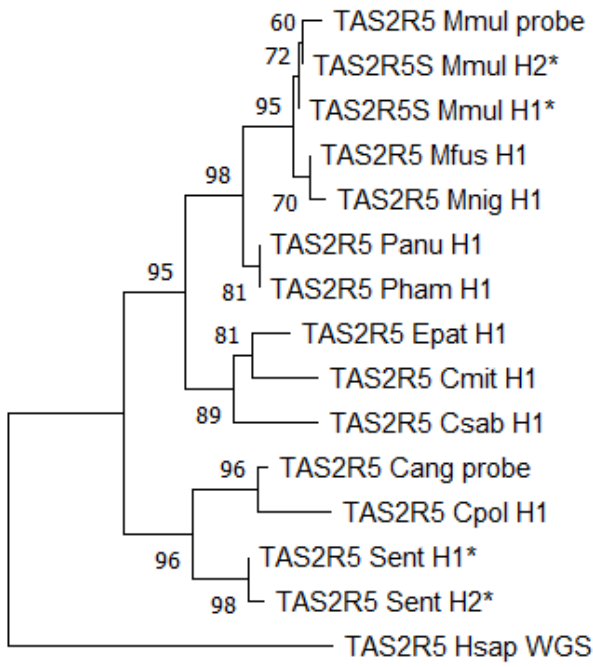 60
TAS2R5 Mmul probe
72
TAS2R5S Mmul H2*
95
TAS2R5S Mmul H1*
TAS2R5 Mfus H1
98
70
TAS2R5 Mnig H1
TAS2R5 Panu H1
95
81
TAS2R5 Pham H1
81
TAS2R5 Epat H1
TAS2R5 Cmit H1
89
TAS2R5 Csab H1
96
TAS2R5 Cang probe
TAS2R5 Cpol H1
96
TAS2R5 Sent H1*
98
TAS2R5 Sent H2*
TAS2R5 Hsap WGS